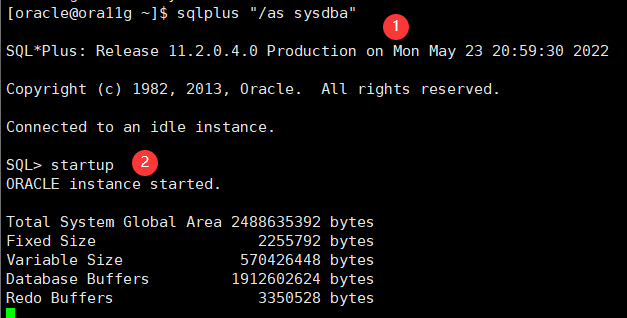 [oracle@ora11g ~]$ sqlplus "/as sysdba"
1
SQL*Plus: Release 11.2.0.4.0 Production on Mon May 23 20:59:30 2022
Copyright (c) 1982, 2013, Oracle.  All rights reserved.
Connected to an idle instance.
SQL> startup 2
ORACLE instance started.
Total System Global Area 2488635392 bytes
Fixed Size                  2255792 bytes
Variable Size             570426448 bytes
Database Buffers         1912602624 bytes
Redo Buffers                3350528 bytes